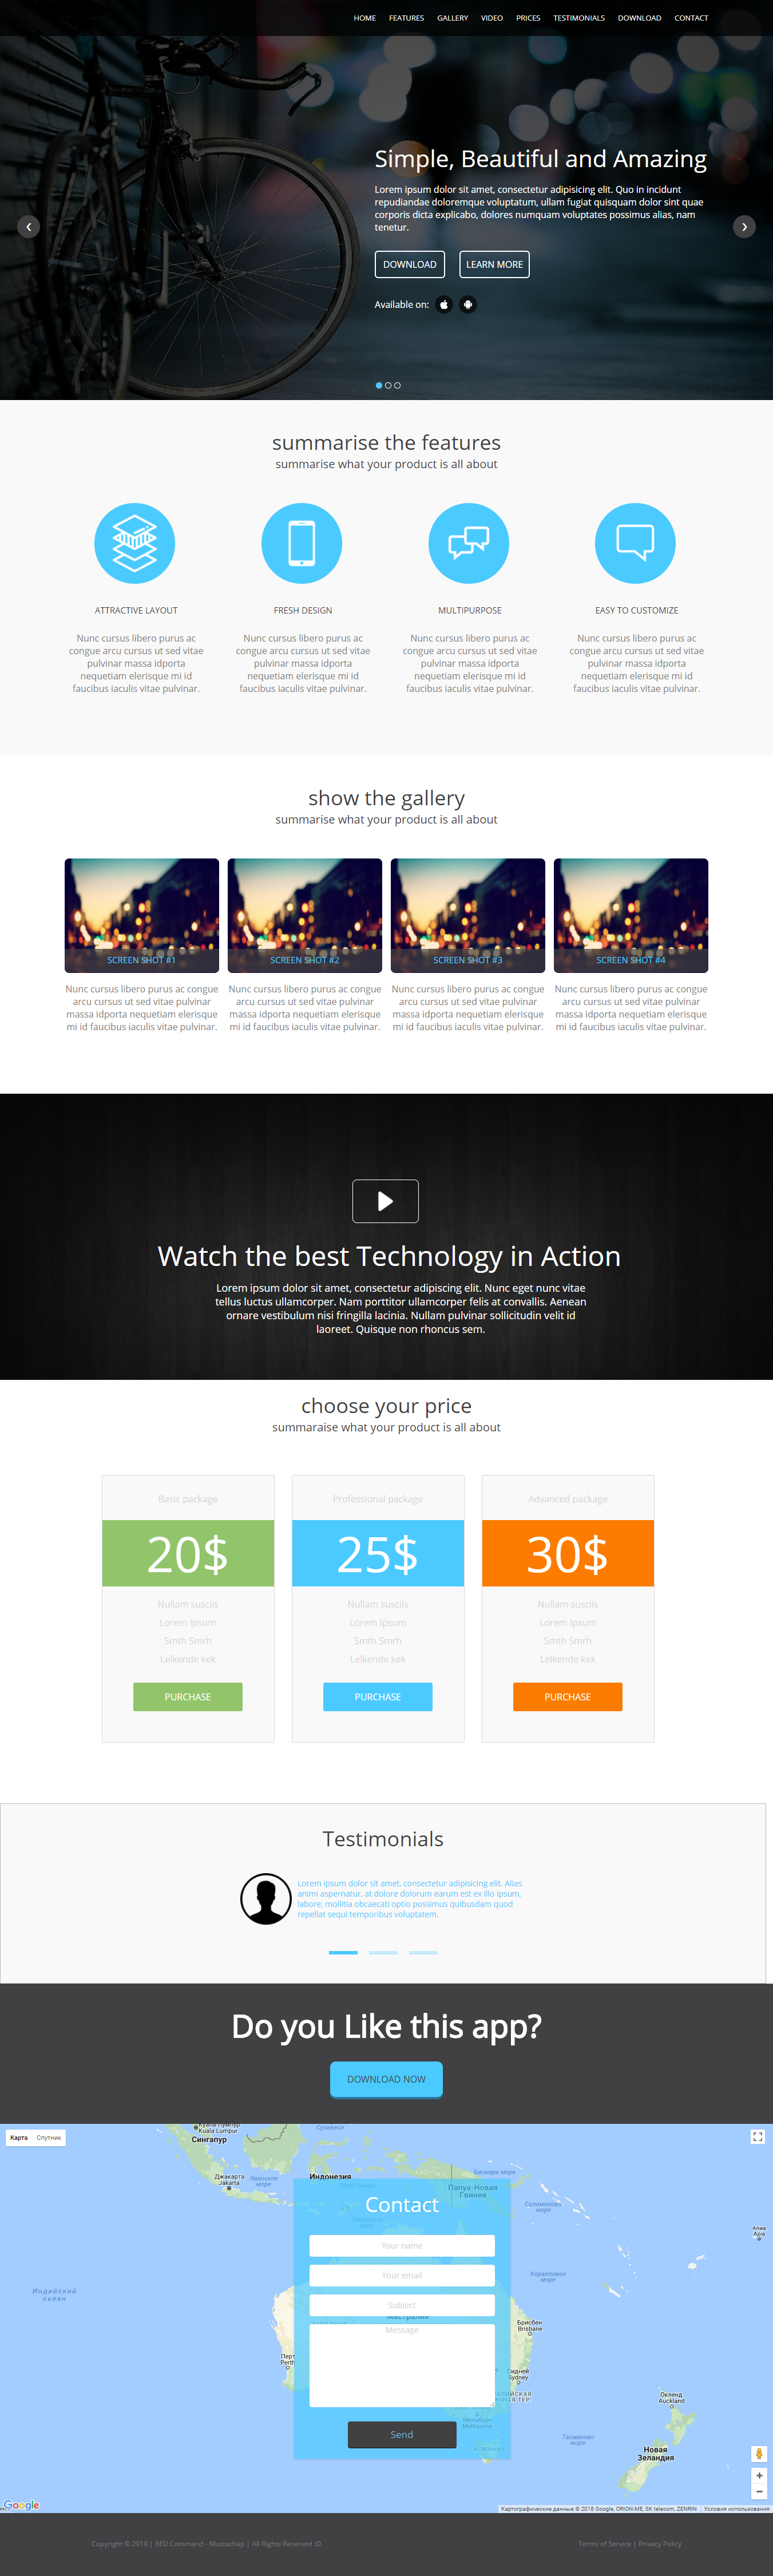 HOME FEATURES GALLERY VIDEO PRICES TESTIMONIALS DOWNLOAD CONTACT
Simple, Beautiful and Amazing
Lorem ipsum dolor sit amet, consectetur adipisicing elit. Quo in incidunt
repudiandae doloremque voluptatum, ullam fugiat quisquam dolor sint quae
corporis dicta explicabo, dolores numquam voluptates possimus alias, nam
tenetur.
DOWNLOAD LEARN MORE
Available on:
summarise the features
summarise what your product is all about
ATTRACTIVE LAYOUT FRESH DESIGN MULTIPURPOSE EASY TO CUSTOMIZE
Nunc cursus libero purus ac Nunc cursus libero purus ac Nunc cursus libero purus ac Nunc cursus libero purus ac
congue arcu cursus ut sed vitae congue arcu cursus ut sed vitae congue arcu cursus ut sed vitae congue arcu cursus ut sed vitae
pulvinar massa idporta pulvinar massa idporta pulvinar massa idporta pulvinar massa idporta
nequetiam elerisque mi id nequetiam elerisque mi id nequetiam elerisque mi id nequetiam elerisque mi id
faucibus iaculis vitae pulvinar. faucibus iaculis vitae pulvinar. faucibus iaculis vitae pulvinar. faucibus iaculis vitae pulvinar.
show the gallery
summarise what your product is all about
SCREEN SHOT #1 SCREEN SHOT #2 SCREEN SHOT #3 SCREEN SHOT #4
Nunc cursus libero purus ac congue Nunc cursus libero purus ac congue Nunc cursus libero purus ac congue Nunc cursus libero purus ac congue
arcu cursus ut sed vitae pulvinar arcu cursus ut sed vitae pulvinar arcu cursus ut sed vitae pulvinar arcu cursus ut sed vitae pulvinar
massa idporta nequetiam elerisque massa idporta nequetiam elerisque massa idporta nequetiam elerisque massa idporta nequetiam elerisque
mi id faucibus iaculis vitae pulvinar. mi id faucibus iaculis vitae pulvinar. mi id faucibus iaculis vitae pulvinar. mi id faucibus iaculis vitae pulvinar.
Watch the best Technology in Action
Lorem ipsum dolor sit amet, consectetur adipiscing elit. Nunc eget nunc vitae
tellus luctus ullamcorper. Nam porttitor ullamcorper felis at convallis. Aenean
ornare vestibulum nisi fringilla lacinia. Nullam pulvinar sollicitudin velit id
laoreet. Quisque non rhoncus sem.
choose your price
summaraise what your product is all about
Basic package Professional package Advanced package
20$ 25$ 30$
Nullam susciis Nullam susciis Nullam susciis
Lorem Ipsum Lorem Ipsum Lorem Ipsum
Smth Smrh Smth Smrh Smth Smrh
Lelkende kek Lelkende kek Lelkende kek
PURCHASE PURCHASE PURCHASE
Testimonials
Lorem ipsum dolor sit amet, consectetur adipisicing elit. Alias
animi aspernatur, at dolore dolorum earum est ex illo ipsum,
labore, mollitia obcaecati optio possimus quibusdam quod
repellat sequi temporibus voluptatem.
Do you Like this app?
DOWNLOAD NOW
Карта Спутник
Kuala Lumpur
Сингапур
Сулавеси
Джакарта
Jakarta
Яванское
море
Индонезия
Бисмарк море
Папуа-Новая
Гвинея
Соломоново
море
Апиа
Apia
Коралловое
море
Индийский
океан
Contact
Your name
Your email
Subject
Message
Send
Брисбен
Brisbane
Перт
Perth
Сидней
Sydney
Мельбурн
Melbourne
Окленд
Auckland
Тасманово
море
Новая
Зеландия
Google
Картографические данные © 2018 Google, ORION-ME, SK telecom, ZENRIN Условия использования
Copyright © 2018 | RED Command - Mustachap | All Rights Reserved :D
Terms of Service | Privacy Policy